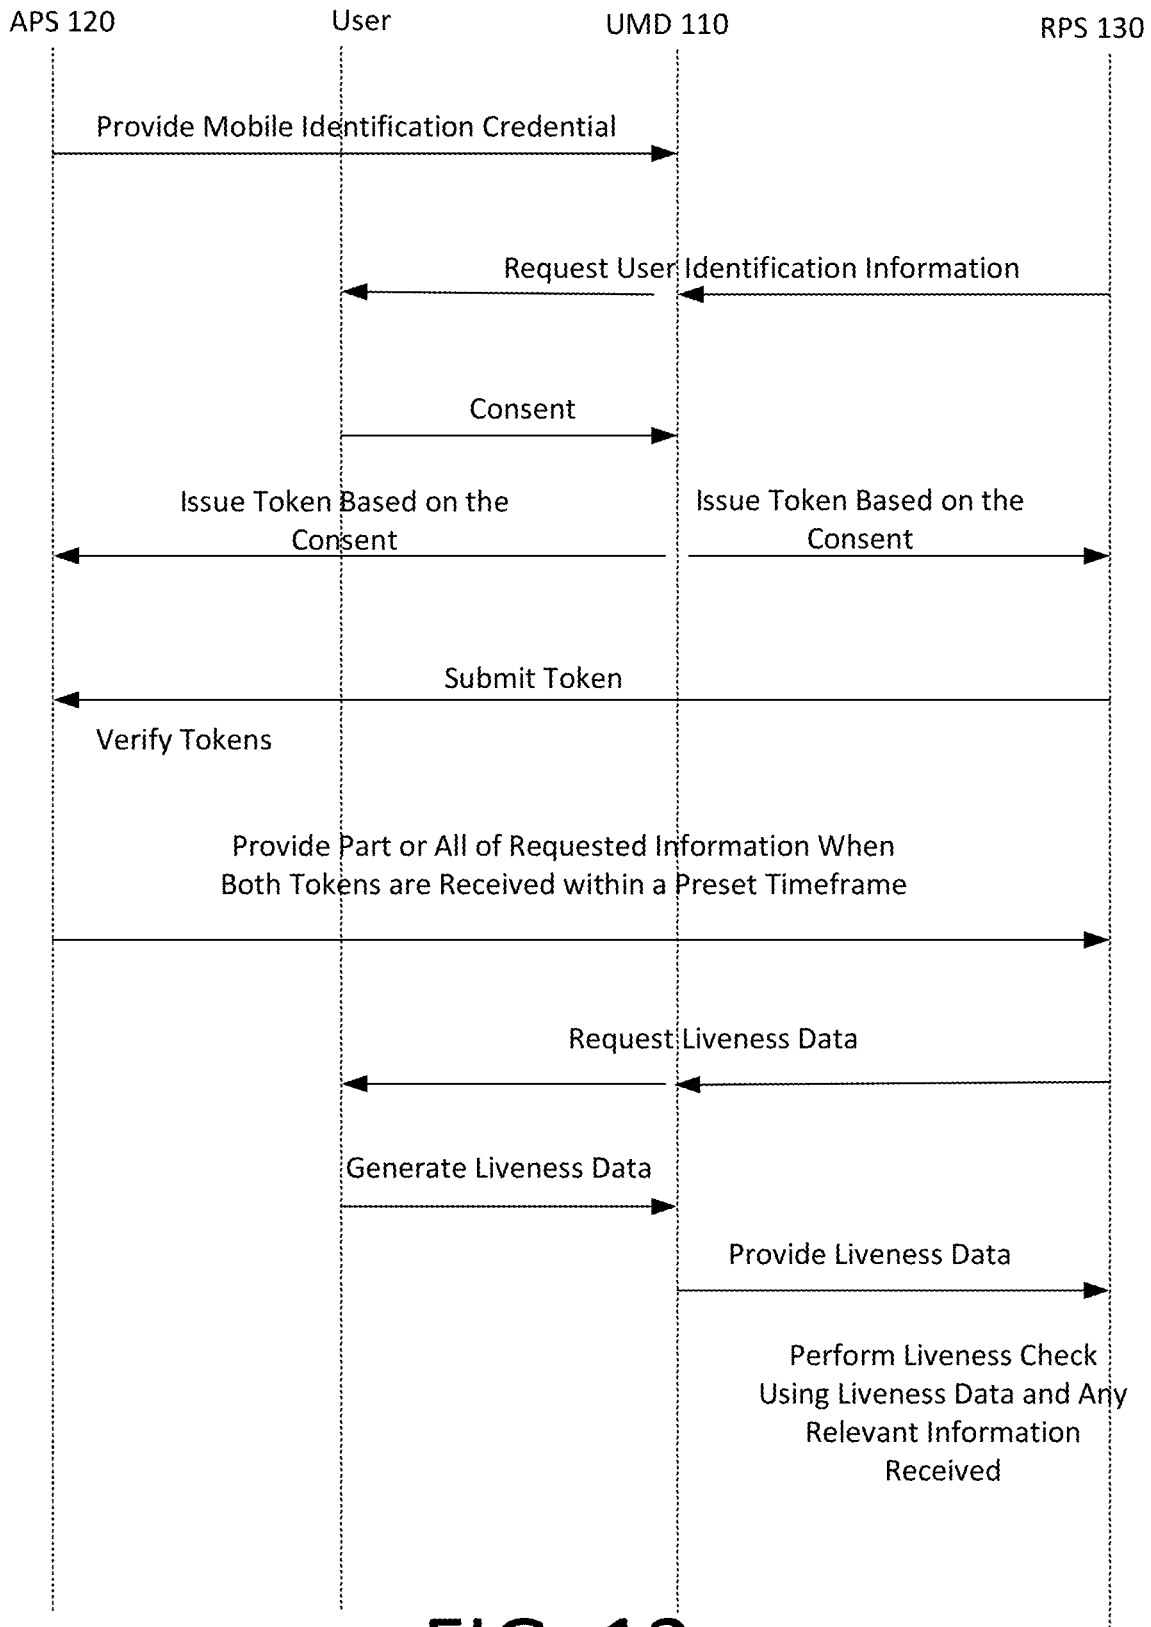 APS 120 User UMD 110 RPS 130
Provide Mobile Identification Credential
Request User Identification Information
Consent
Issue Token Based on the
Consent
Issue Token Based on the
Consent
Submit Token
Verify Tokens
Provide Part or All of Requested Information When
Both Tokens are Received within a Preset Timeframe
Request Liveness Data
Generate Liveness Data
Provide Liveness Data
Perform Liveness Check
Using Liveness Data and Any
Relevant Information
Received